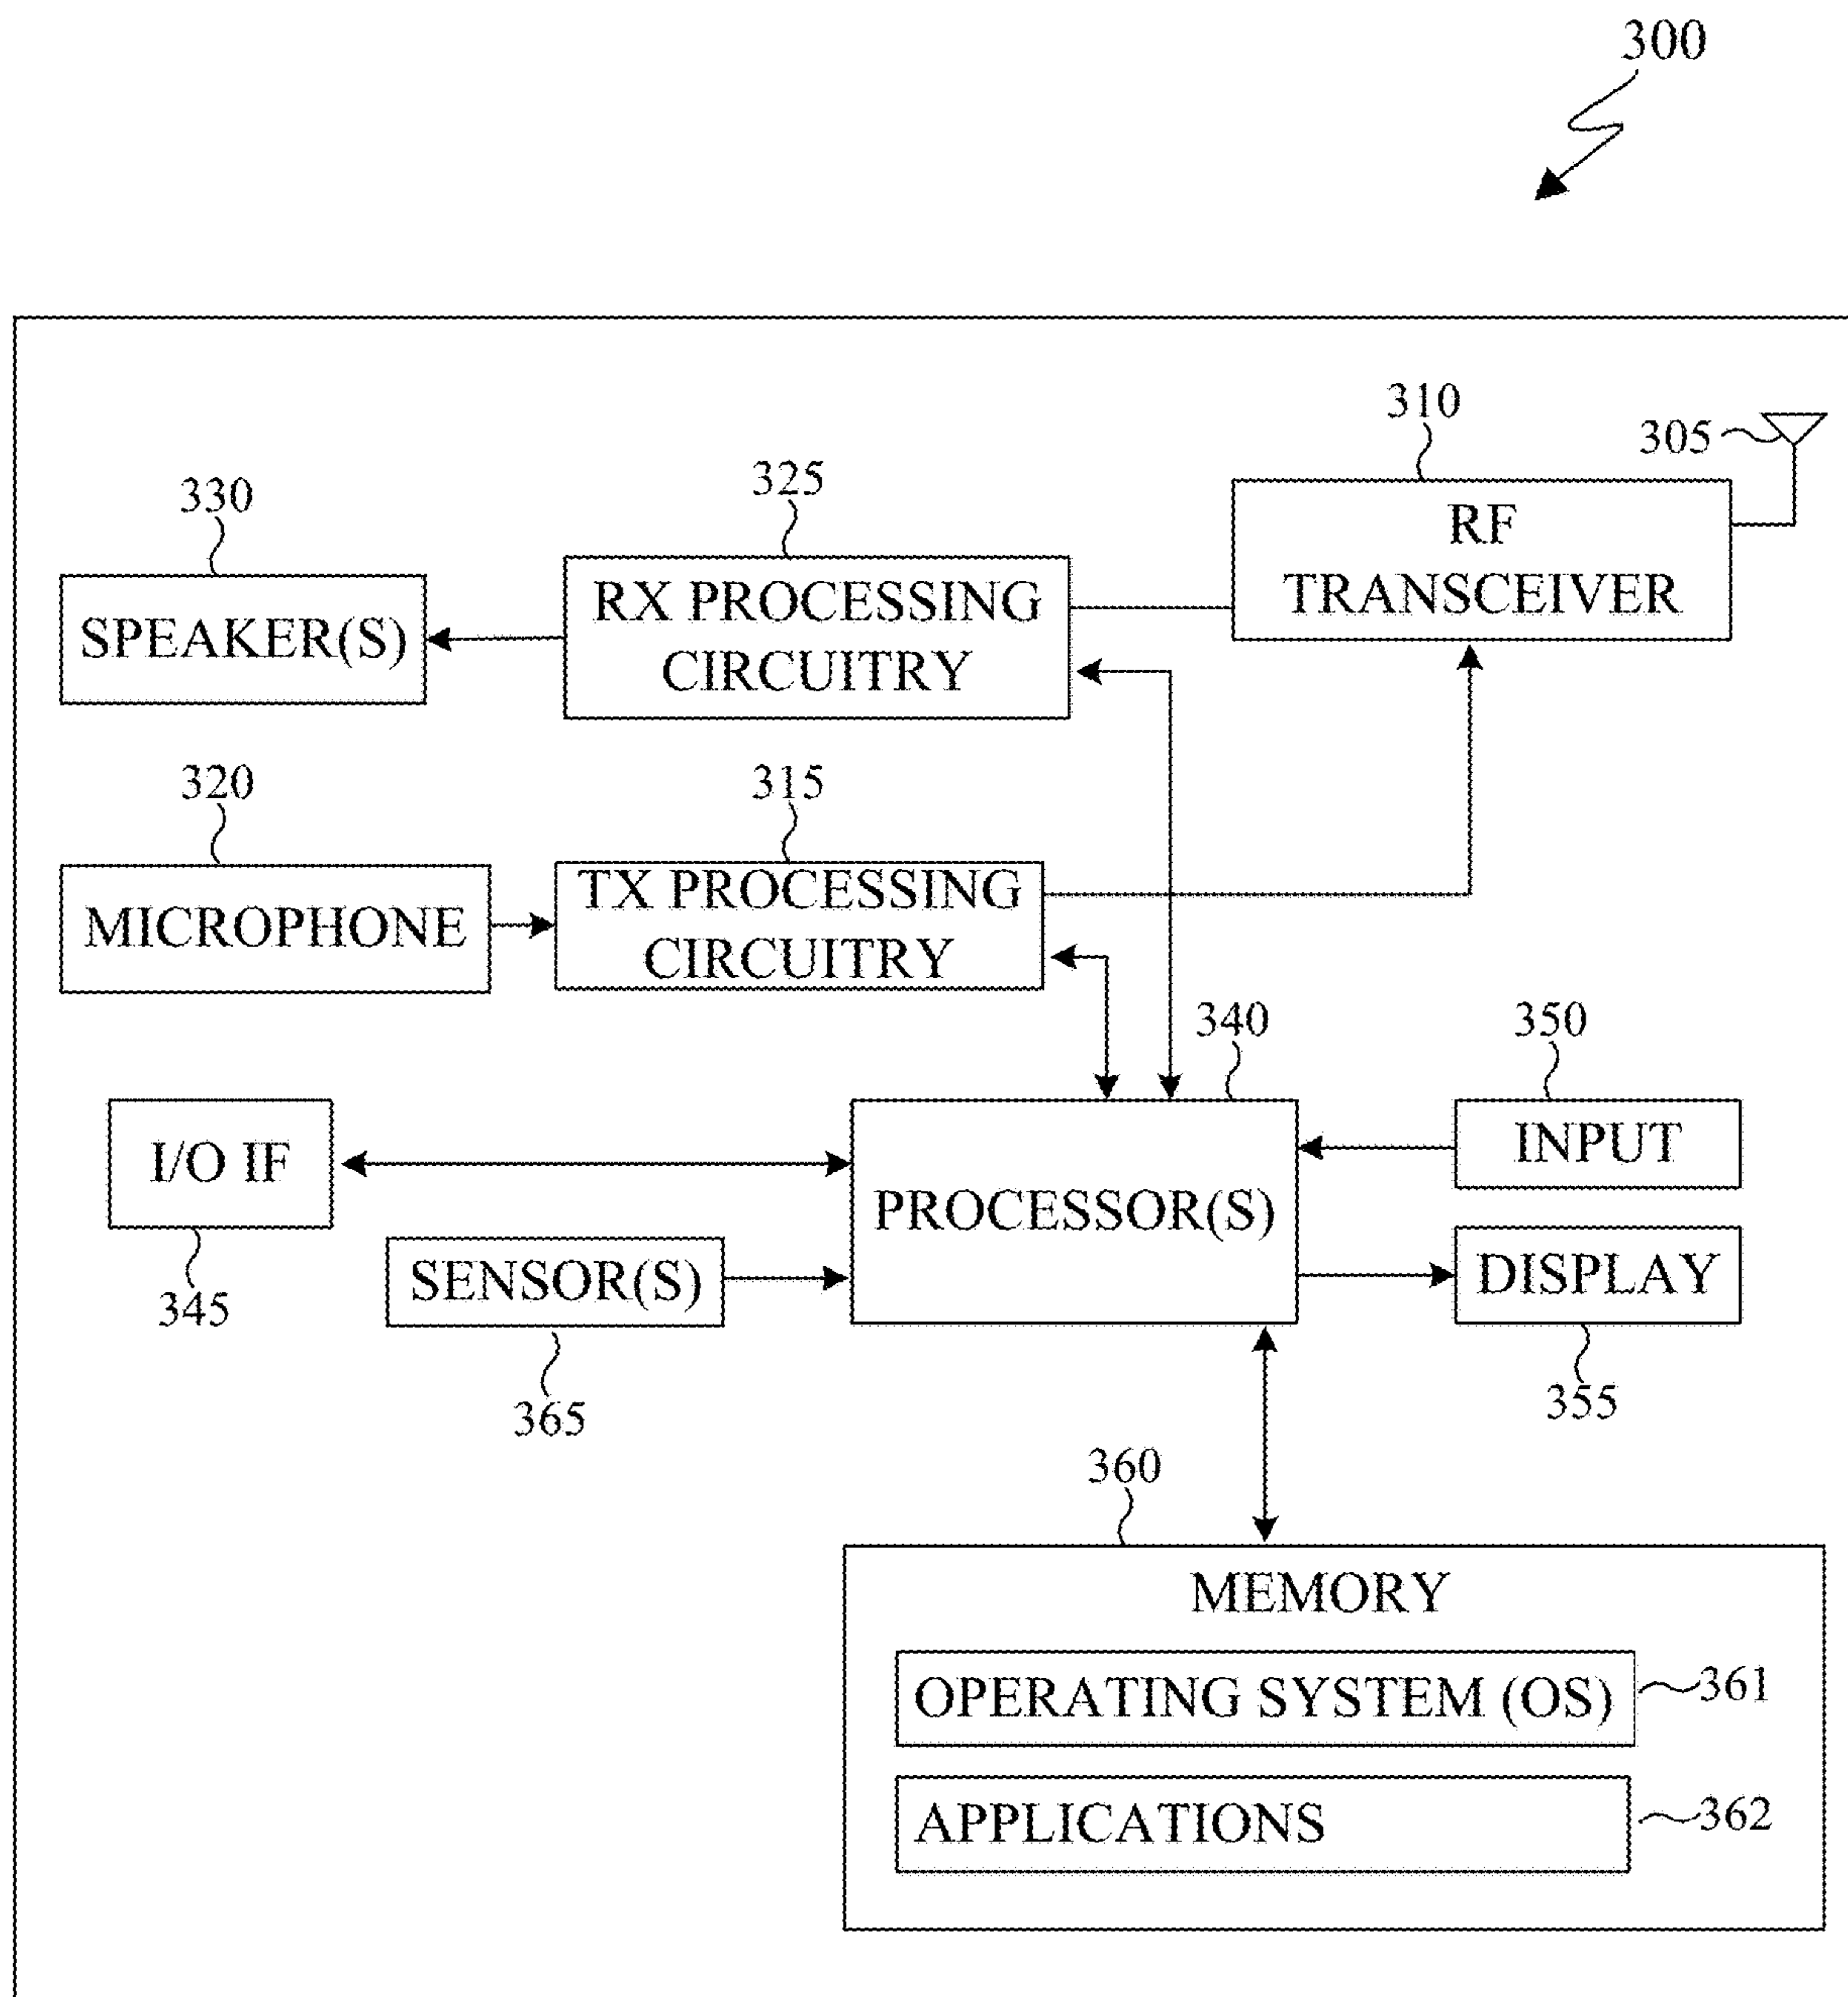 300
310
305
325
330
RF
TRANSCEIVER
RX PROCESSING
CIRCUITRY
SPEAKER(S)
320
315
MICROPHONE
TX PROCESSING
CIRCUITRY
340
350
I/O IF
INPUT
PROCESSOR(S)
SENSOR(S)
DISPLAY
345
365
355
360
MEMORY
OPERATING SYSTEM (OS)
361
APPLICATIONS
362